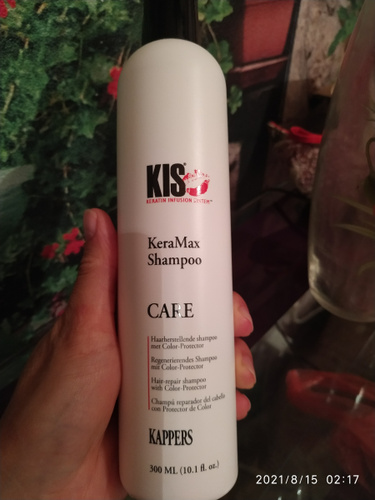 KIS
KERATIN INFUSION SYSTEM™
KeraMax
Shampoo
CARE
Haarherstellende shampoo
met Color-Protector
Regenerierendes Shampoo
mit Color-Protector
Hair repair shampoo
with Color-Protector
Champú reparador del cabello
con Protector de Color
KAPPERS
300 ML (10.1 fl. oz.)
2021/8/15 02:17